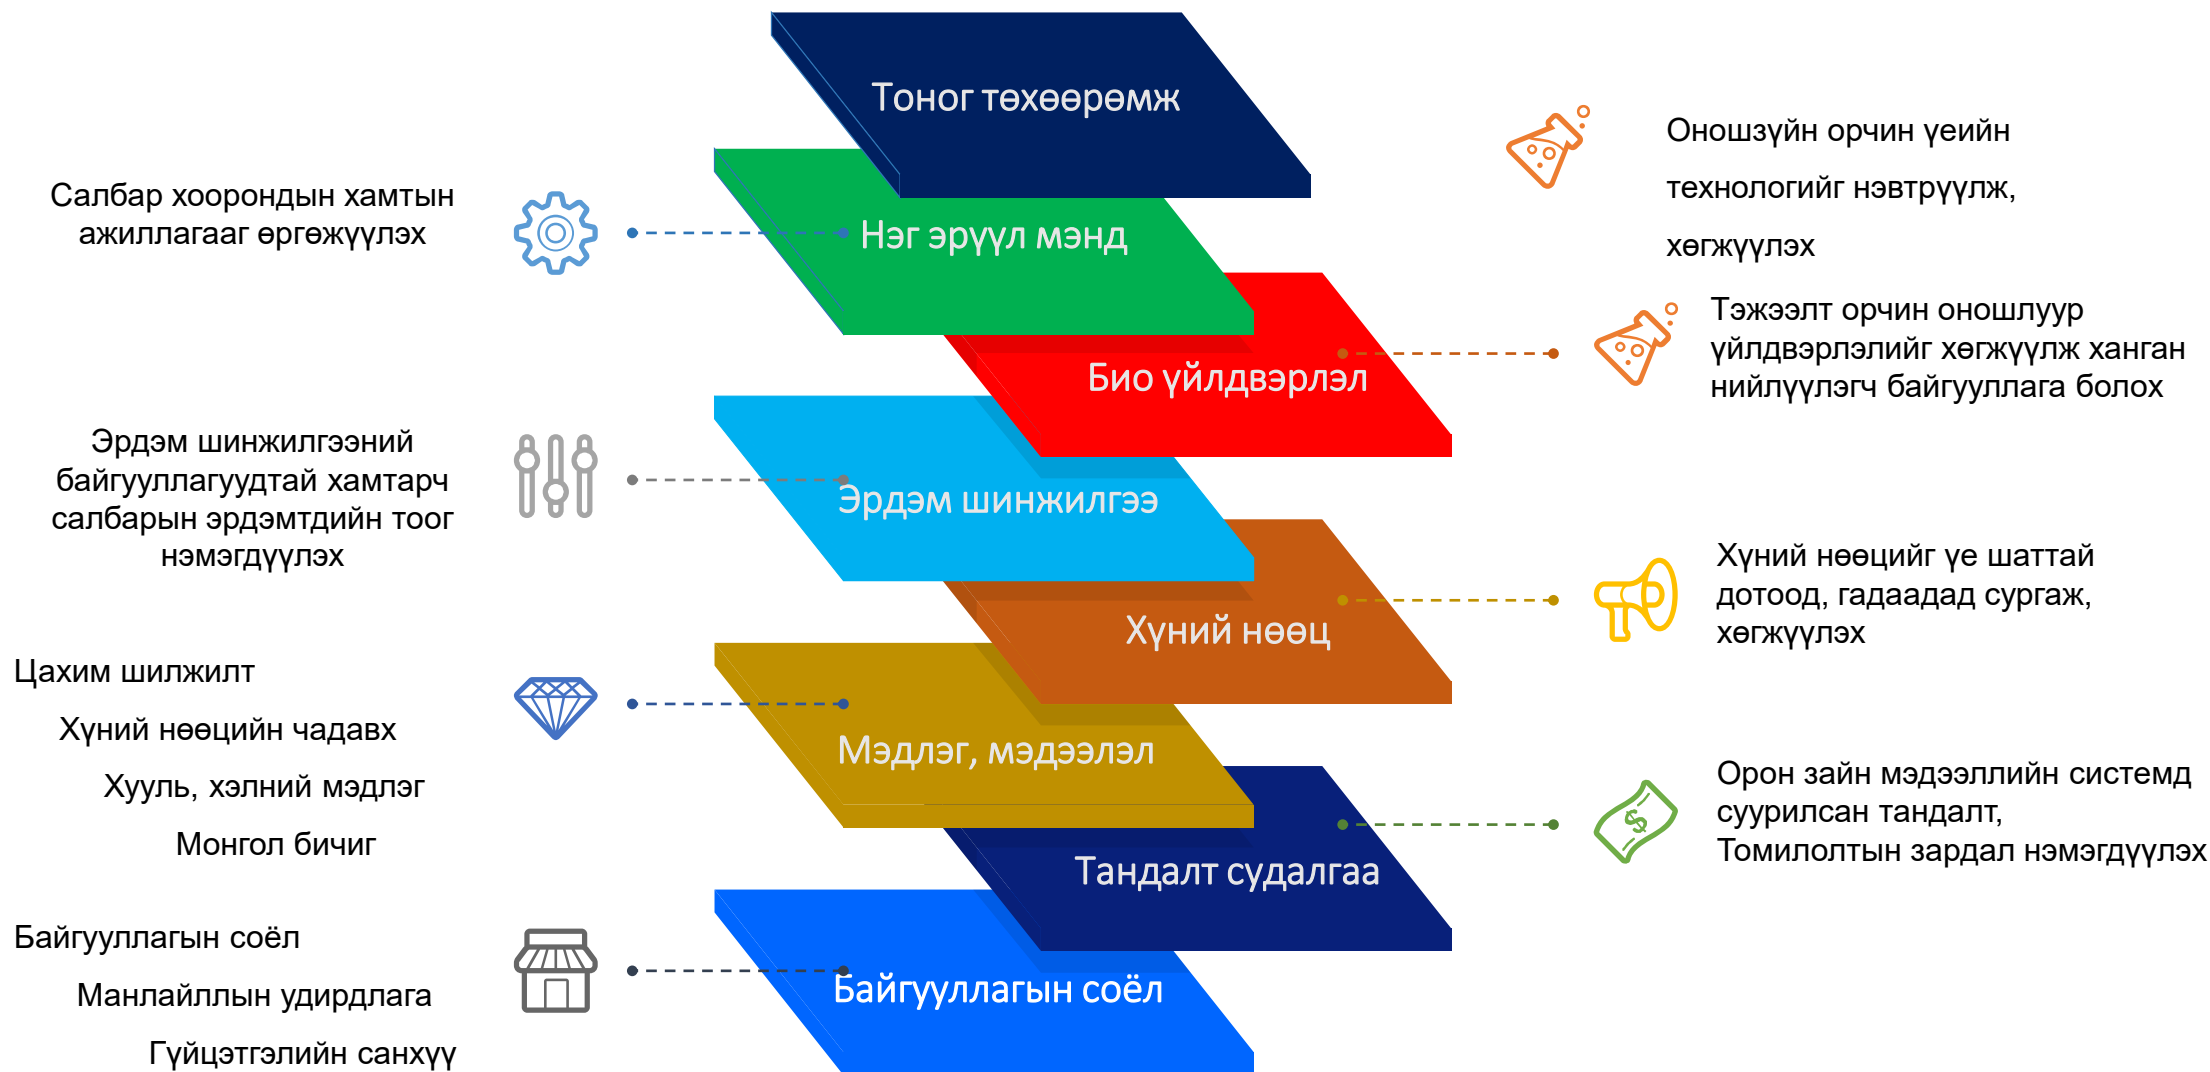 Тоног төхөөрөмж
Оношзүйн орчин үеийн
технологийг нэвтрүүлж,
хөгжүүлэх
Салбар хоорондын хамтын
ажиллагааг өргөжүүлэх
Нэг эрүүл мэнд
Био үйлдвэрлэл
Тэжээлт орчин оношлуур
үйлдвэрлэлийг хөгжүүлж ханган
нийлүүлэгч байгууллага болох
Эрдэм шинжилгээний
байгууллагуудтай хамтарч
салбарын эрдэмтдийн тоог
нэмэгдүүлэх
Эрдэм шинжилгээ
Хүний нөөц
Хүний нөөцийг үе шаттай
дотоод, гадаадад сургаж,
хөгжүүлэх
Цахим шилжилт
Хүний нөөцийн чадавх
Хууль, хэлний мэдлэг
Монгол бичиг
Мэдлэг, мэдээлэл
Тандалт судалгаа
Орон зайн мэдээллийн системд
суурилсан тандалт,
Томилолтын зардал нэмэгдүүлэх
Байгууллагын соёл
Манлайллын удирдлага
Гүйцэтгэлийн санхүү
Байгууллагын соёл
$